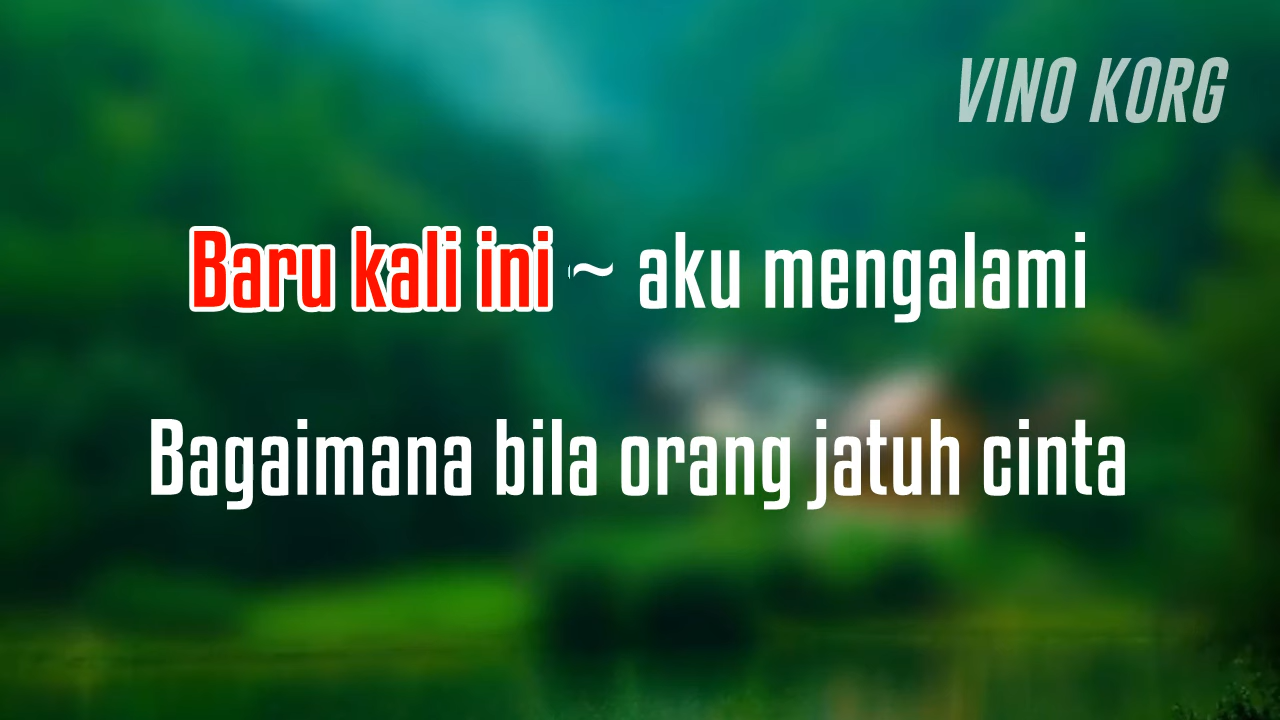 VINO KORG
Baru kali ini ~ aku mengalami
Bagaimana bila orang jatuh cinta